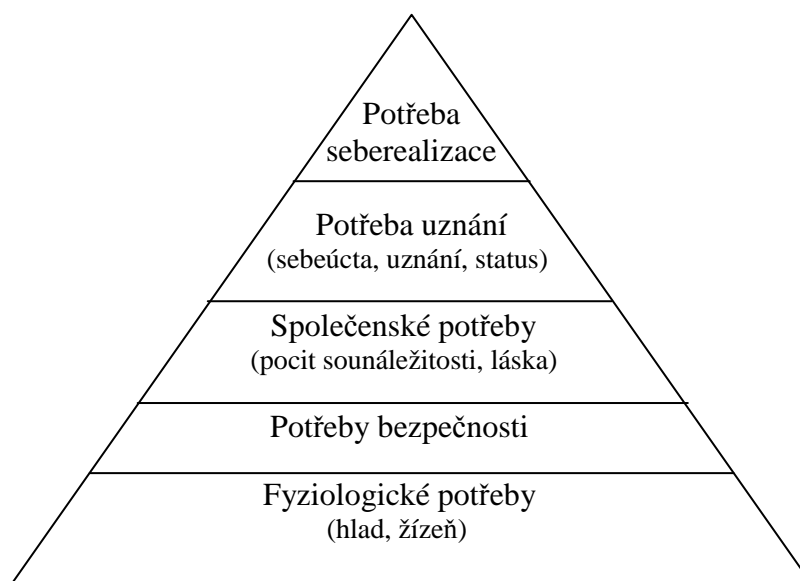 Potřeba
seberealizace
Potřeba uznání
(sebeúcta, uznání, status)
Společenské potřeby
(pocit sounáležitosti, láska)
Potřeby bezpečnosti
Fyziologické potřeby
(hlad, žízeň)